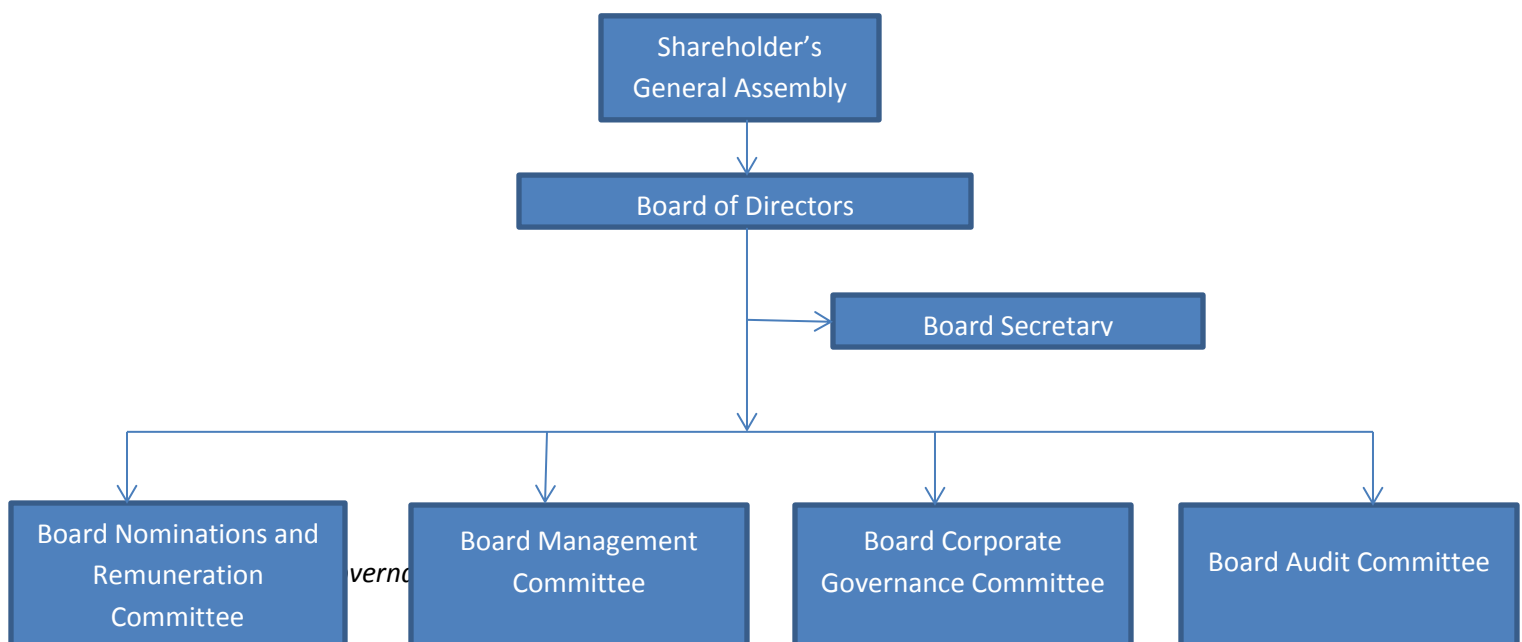 Shareholder's
General Assembly
Board of Directors
Board Secretary
Board Nominations and
Remuneration
Committee
Board Management
Committee
Board Corporate
Governance Committee
Board Audit Committee